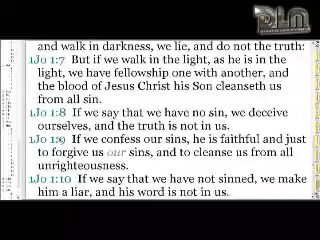 DLM
and walk in darkness, we lie, and do not the truth:
1Jo 1:7 But if we walk in the light, as he is in the
light, we have fellowship one with another, and
the blood of Jesus Christ his Son cleanseth us
from all sin.
1Jo 1:8 If we say that we have no sin, we deceive
ourselves, and the truth is not in us.
1Jo 1:9 If we confess our sins, he is faithful and just
to forgive us our sins, and to cleanse us from all
unrighteousness.
1Jo 1:10 If we say that we have not sinned, we make
him a liar, and his word is not in us.